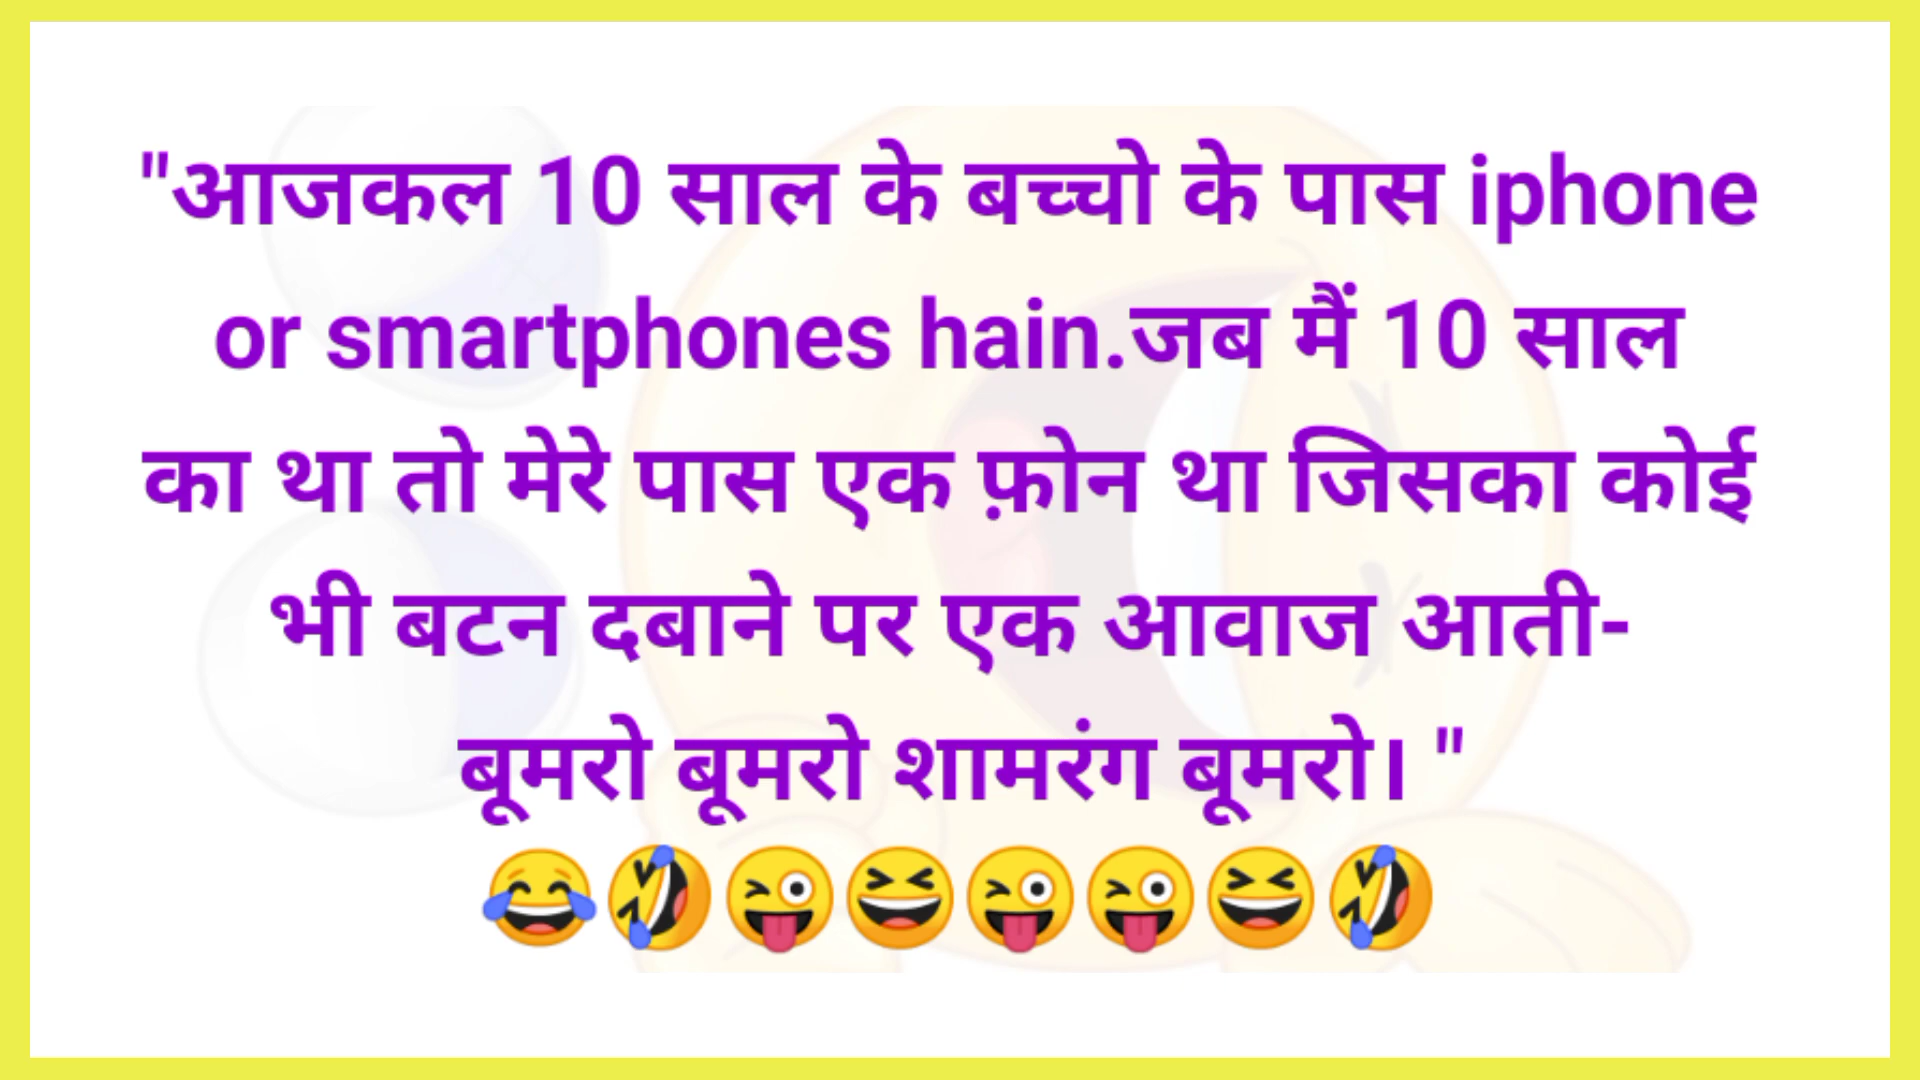 "आजकल 10 साल के बच्चो के पास iphone
or smartphones hain.जब मैं 10 साल
का था तो मेरे पास एक फ़ोन था जिसका कोई
भी बटन दबाने पर एक आवाज आती-
बूमरो बूमरो शामरंग बूमरो। "
😂🤣😜😆😜😜😆🤣